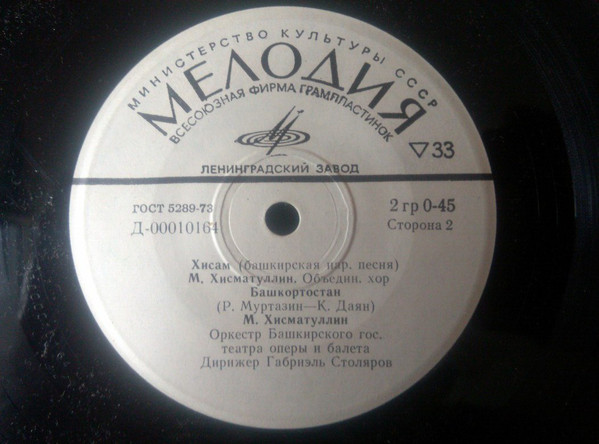 МИНИСТЕРСТВО КУЛЬТУРЫ СССР
МЕЛОДИЯ
ВСЕСОЮЗНАЯ ФИРМА ГРАМПЛАСТИНОК
▽33
ЛЕНИНГРАДСКИЙ ЗАВОД
ГОСТ 5289-73
2 гр 0-45
Д-00010164
Сторона 2
Хисам (башкирская нар. песня)
М. Хисматуллин, Объедин. хор
Башкортостан
(Р. Муртазин—К. Даян)
М. Хисматуллин
Оркестр Башкирского гос.
театра оперы и балета
Дирижер Габриэль Столяров